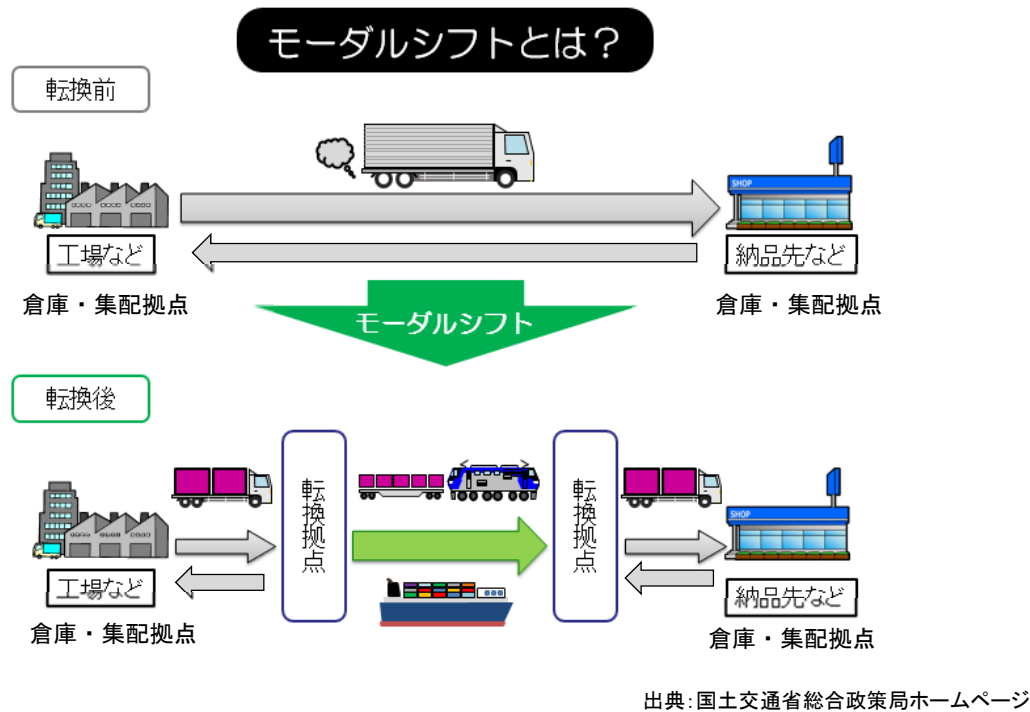 モーダルシフトとは？
転換前
SHOP
工場など
納品先など
倉庫・集配拠点
倉庫・集配拠点
モーダルシフト
転換後
転換拠点
転換拠点
SHOP
工場など
納品先など
倉庫・集配拠点
倉庫・集配拠点
出典：国土交通省総合政策局ホームページ